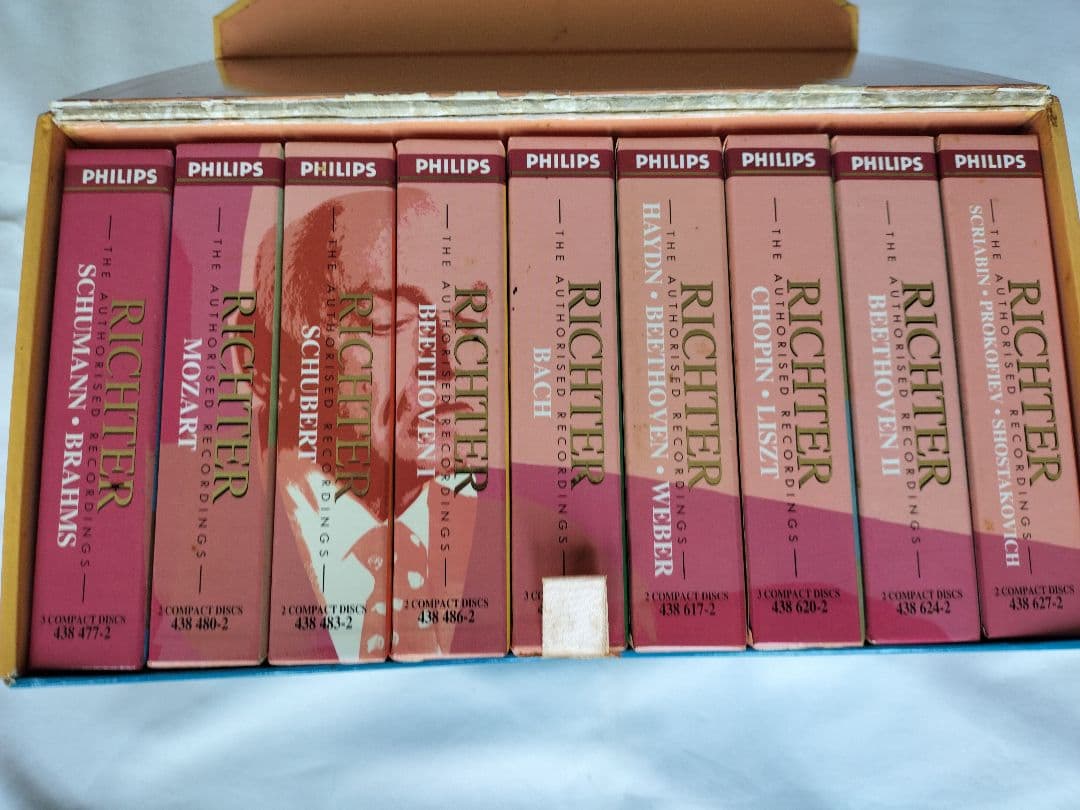 PHILIPS
THE AUTHORISED RECORDINGS
RICHTER
SCHUMANN • BRAHMS
3 COMPACT DISCS
438 477-2
PHILIPS
THE AUTHORISED RECORDINGS
RICHTER
MOZART
2 COMPACT DISCS
438 480-2
PHILIPS
THE AUTHORISED RECORDINGS
RICHTER
SCHUBERT
2 COMPACT DISCS
438 483-2
PHILIPS
THE AUTHORISED RECORDINGS
RICHTER
BEETHOVEN I
2 COMPACT DISCS
438 486-2
PHILIPS
THE AUTHORISED RECORDINGS
RICHTER
BACH
3 C
PHILIPS
THE AUTHORISED RECORDINGS
RICHTER
HAYDN • BEETHOVEN • WEBER
2 COMPACT DISCS
438 617-2
PHILIPS
THE AUTHORISED RECORDINGS
RICHTER
CHOPIN • LISZT
3 COMPACT DISCS
438 620-2
PHILIPS
THE AUTHORISED RECORDINGS
RICHTER
BEETHOVEN II
2 COMPACT DISCS
438 624-2
PHILIPS
THE AUTHORISED RECORDINGS
RICHTER
SCRIABIN • PROKOFIEV • SHOSTAKOVICH
2 COMPACT DISCS
438 627-2